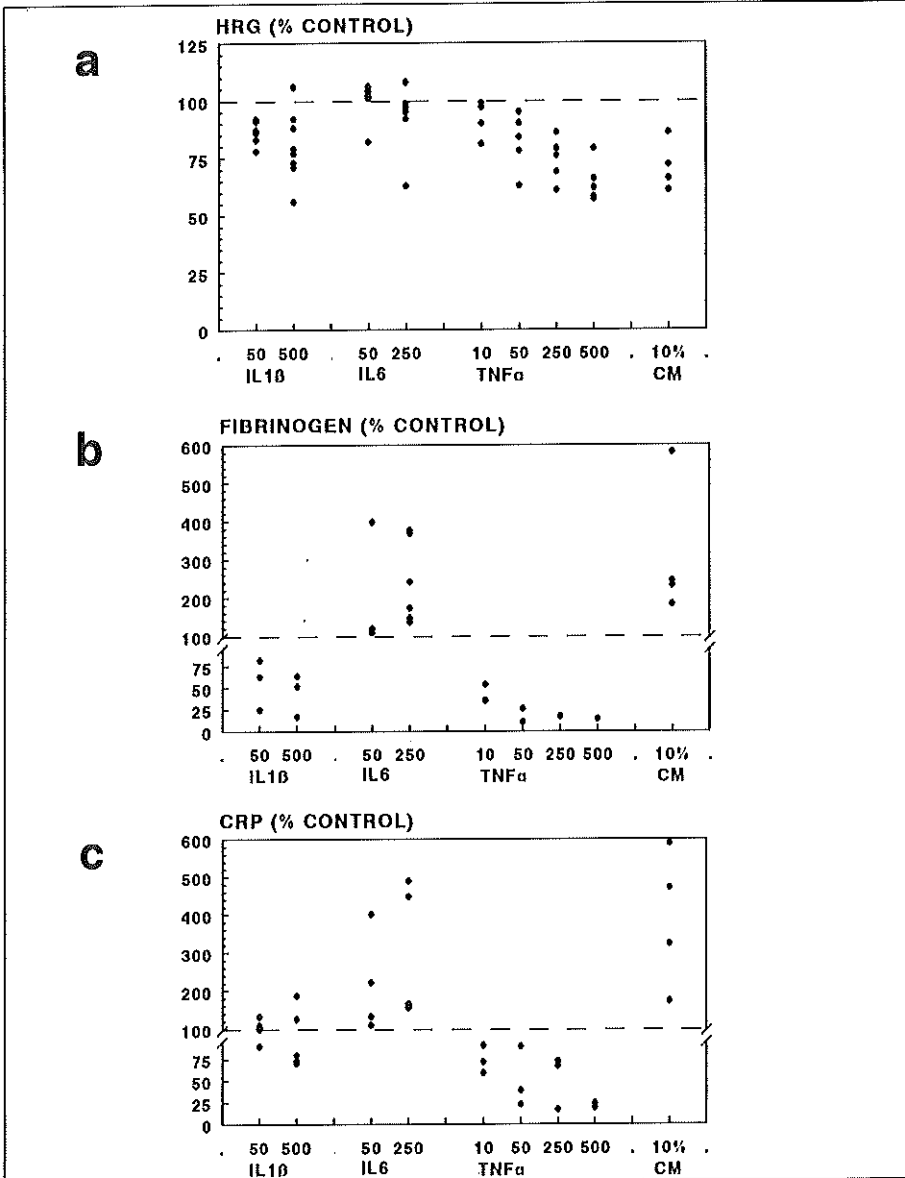 a
HRG (% CONTROL)
125
100
75
50
25
0
. 50 500 . 50 250 10 50 250 500 . 10% .
IL1β IL6 TNFα CM
b
FIBRINOGEN (% CONTROL)
600
500
400
300
200
100
75
50
25
0
. 50 500 . 50 250 10 50 250 500 . 10% .
IL1β IL6 TNFα CM
c
CRP (% CONTROL)
600
500
400
300
200
100
75
50
25
0
. 50 500 . 50 250 10 50 250 500 . 10% .
IL1β IL6 TNFα CM